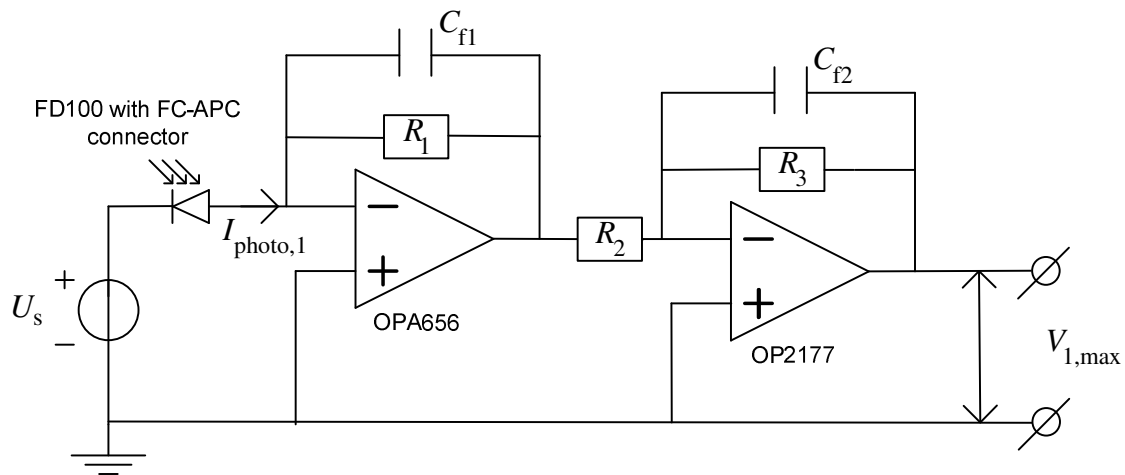 C_f1
C_f2
FD100 with FC-APC
connector
R_1
R_3
−
I_photo,1
R_2
−
+
+
+
U_s
−
OPA656
OP2177
V_1,max